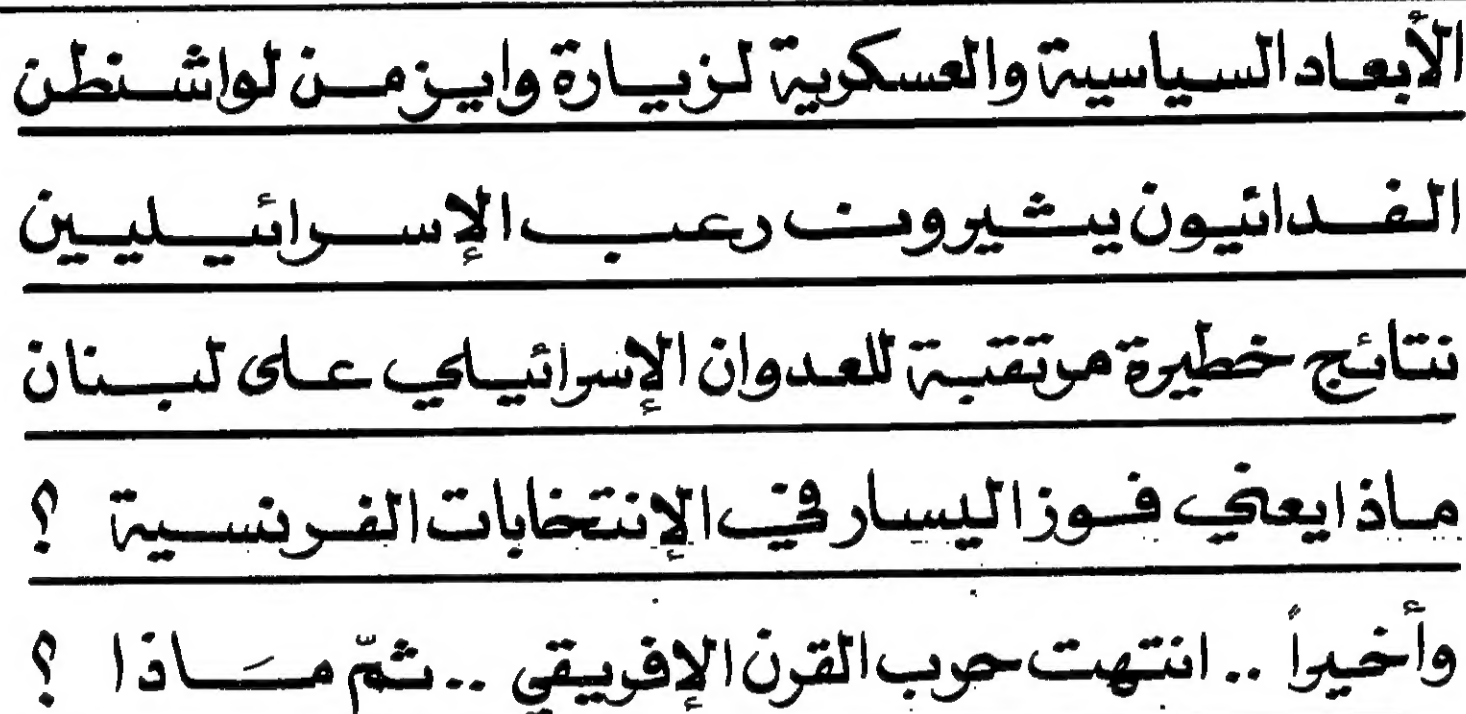 الأبعاد السياسية والعسكرية لزيارة وايزمن لواشنطن
الفدائيون يثيرون رعب الإسرائيليين
نتائج خطيرة مرتقبة للعدوان الإسرائيلي على لبنان
ماذا يعني فوز اليسار في الإنتخابات الفرنسية ؟
وأخيراً .. انتهت حرب القرن الإفريقي .. ثمّ مَاذا ؟